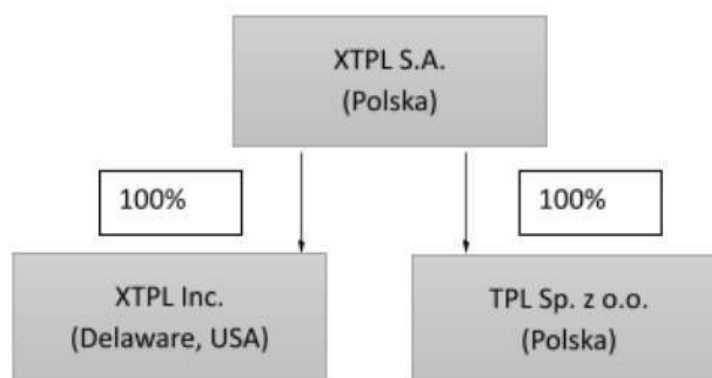 XTPL S.A.
(Polska)
100%
100%
XTPL Inc.
(Delaware, USA)
TPL Sp. z o.o.
(Polska)